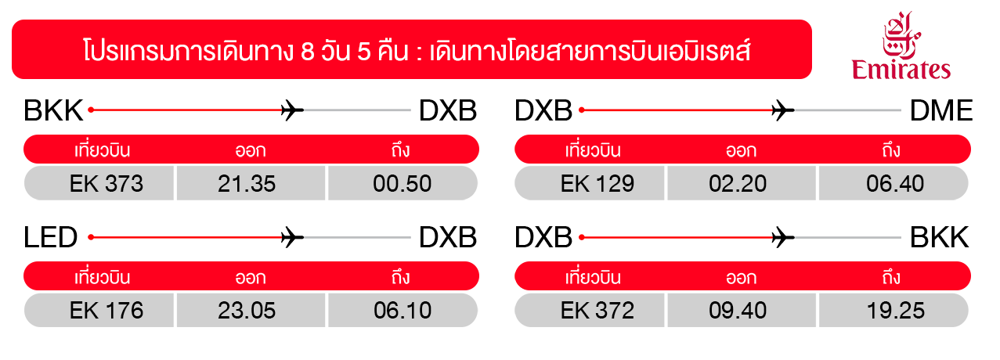 โปรแกรมการเดินทาง 8 วัน 5 คืน : เดินทางโดยสายการบินเอมิเรตส์
Emirates
BKK DXB
เที่ยวบิน ออก ถึง
EK 373 21.35 00.50
DXB DME
เที่ยวบิน ออก ถึง
EK 129 02.20 06.40
LED DXB
เที่ยวบิน ออก ถึง
EK 176 23.05 06.10
DXB BKK
เที่ยวบิน ออก ถึง
EK 372 09.40 19.25